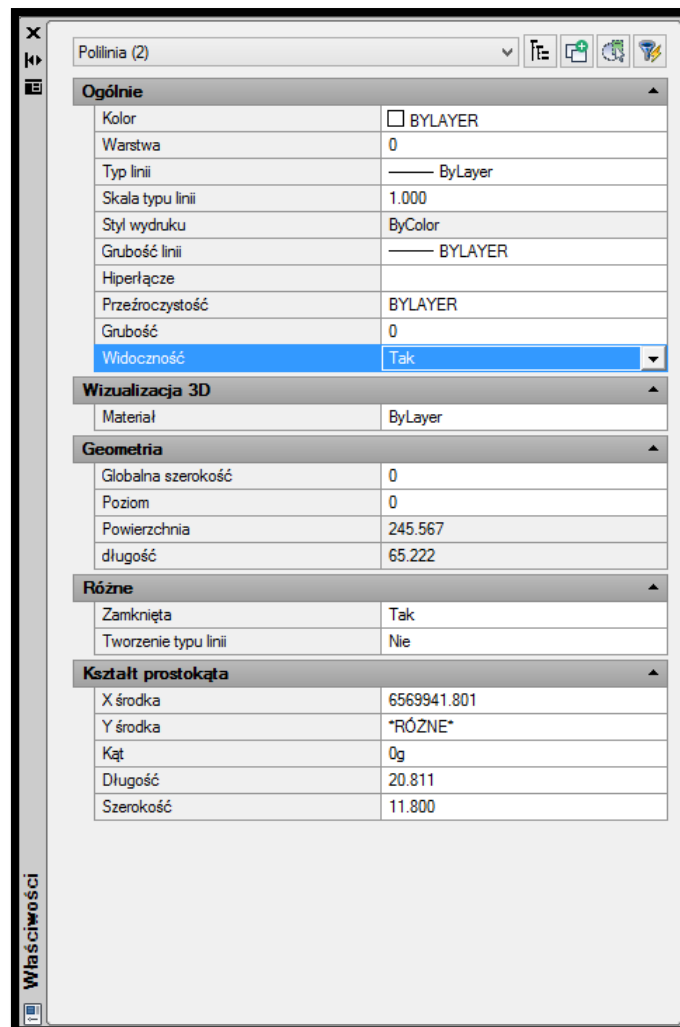 Polilinia (2)
Ogólnie
Kolor BYLAYER
Warstwa 0
Typ linii ByLayer
Skala typu linii 1.000
Styl wydruku ByColor
Grubość linii BYLAYER
Hiperłącze
Przeźroczystość BYLAYER
Grubość 0
Widoczność Tak
Wizualizacja 3D
Materiał ByLayer
Geometria
Globalna szerokość 0
Poziom 0
Powierzchnia 245.567
długość 65.222
Różne
Zamknięta Tak
Tworzenie typu linii Nie
Kształt prostokąta
X środka 6569941.801
Y środka *RÓŻNE*
Kąt 0g
Długość 20.811
Szerokość 11.800
Właściwości